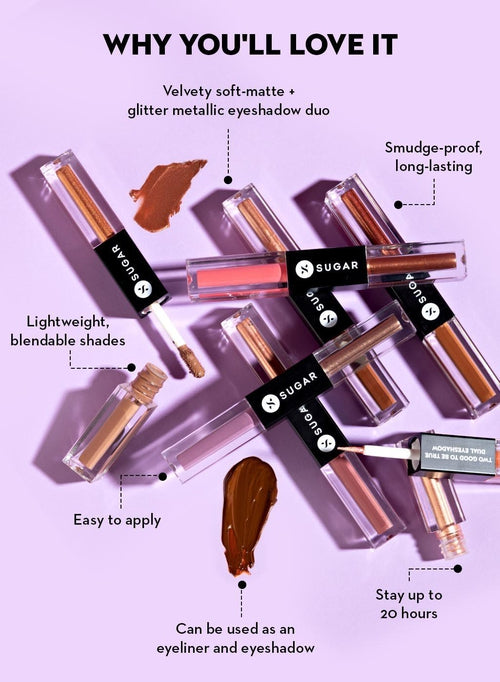 WHY YOU'LL LOVE IT
Velvety soft-matte +
glitter metallic eyeshadow duo
Smudge-proof,
long-lasting
SUGAR
SUGAR
SUG
SUGAR
SUGA
Lightweight,
blendable shades
TWO GOOD TO BE TRUE
DUAL EYESHADOW
Easy to apply
Stay up to
20 hours
Can be used as an
eyeliner and eyeshadow